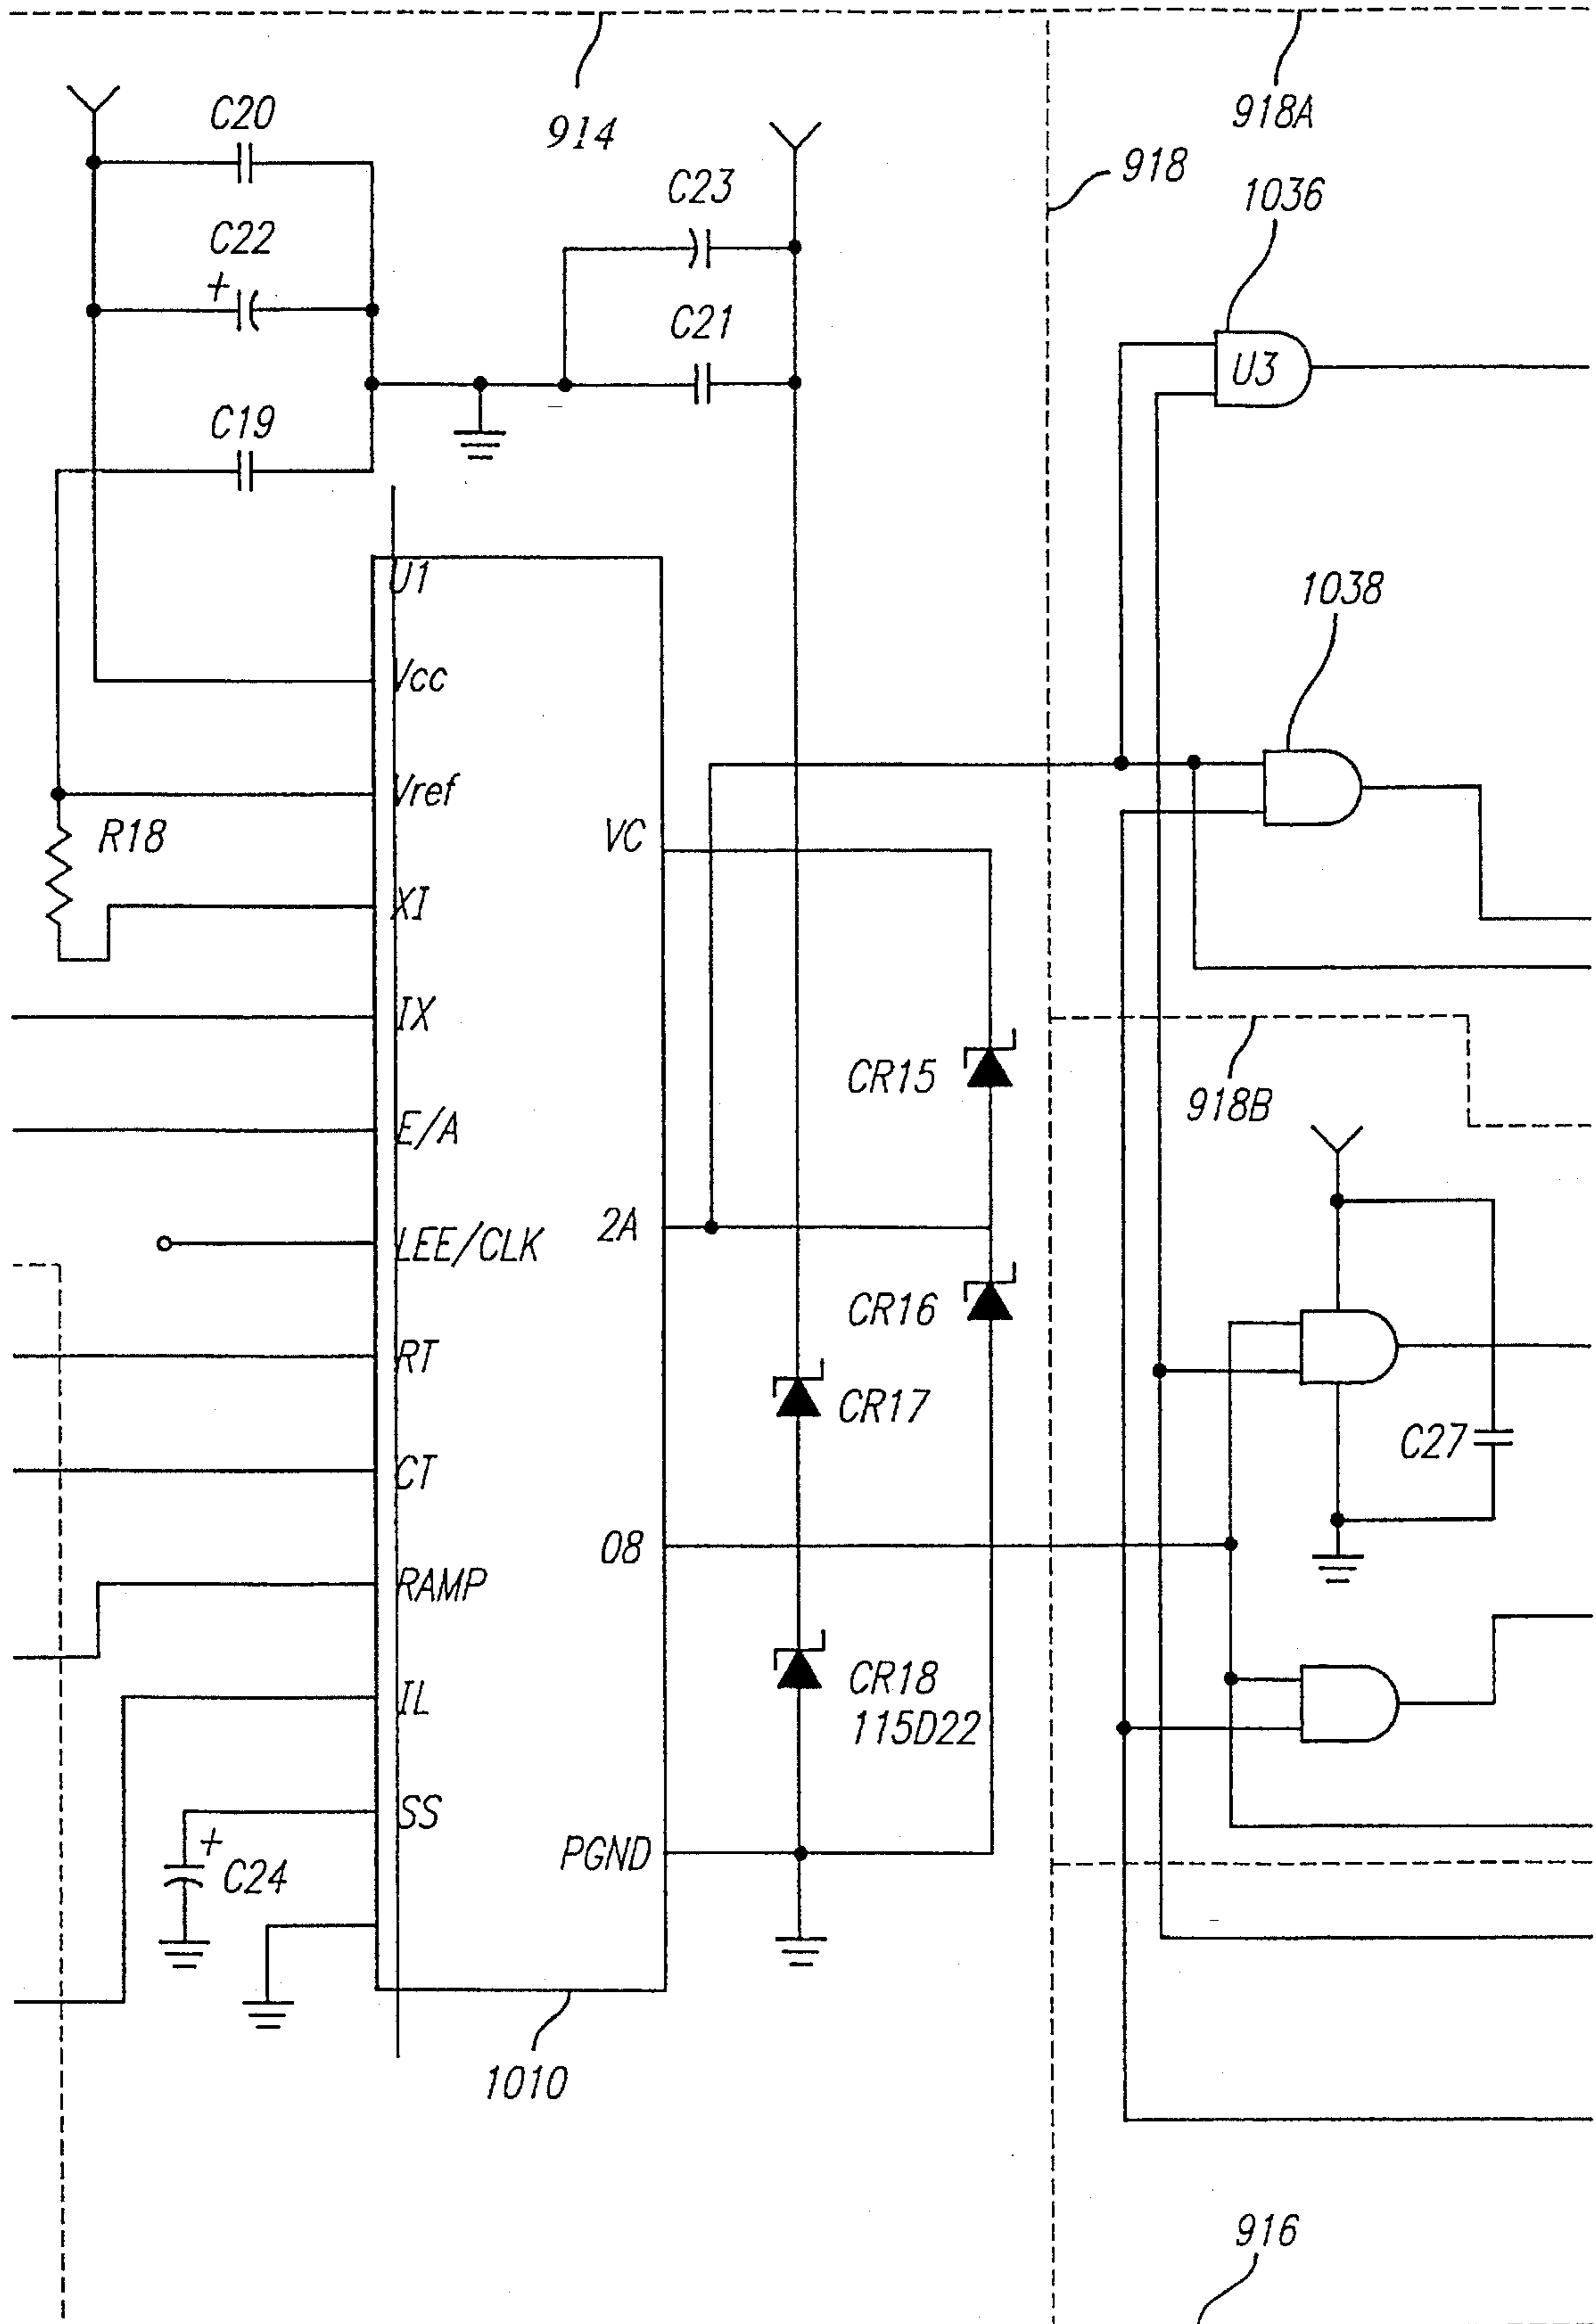 914
918A
918
C20
C22
+
C19
C23
C21
1036
U3
1038
U1
Vcc
Vref
R18
XI
IX
E/A
LEE/CLK
RT
CT
RAMP
IL
SS
+
C24
VC
2A
08
PGND
CR15
CR16
CR17
CR18
115D22
918B
C27
1010
916